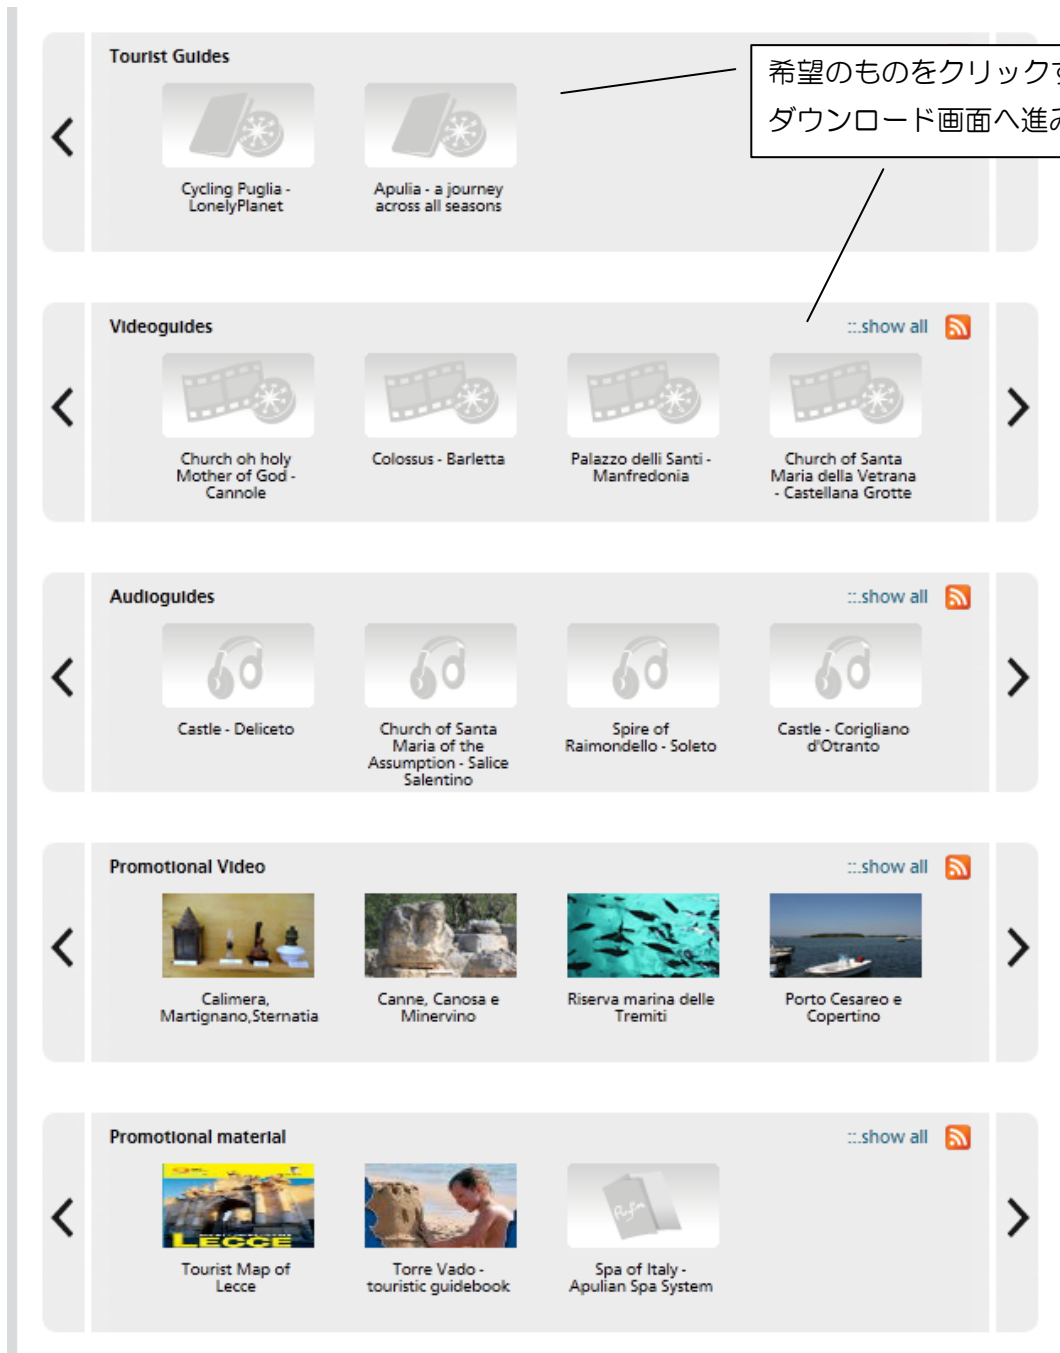 Tourist Guides
希望のものをクリックす
ダウンロード画面へ進み
Cycling Puglia -
LonelyPlanet
Apulia - a journey
across all seasons
Videoguides
::.show all
Church oh holy
Mother of God -
Cannole
Colossus - Barletta
Palazzo delli Santi -
Manfredonia
Church of Santa
Maria della Vetrana
- Castellana Grotte
Audioguides
::.show all
Castle - Deliceto
Church of Santa
Maria of the
Assumption - Salice
Salentino
Spire of
Raimondello - Soleto
Castle - Corigliano
d'Otranto
Promotional Video
::.show all
Calimera,
Martignano,Sternatia
Canne, Canosa e
Minervino
Riserva marina delle
Tremiti
Porto Cesareo e
Copertino
Promotional material
::.show all
LECCE
Tourist Map of
Lecce
Torre Vado -
touristic guidebook
Spa of Italy -
Apulian Spa System